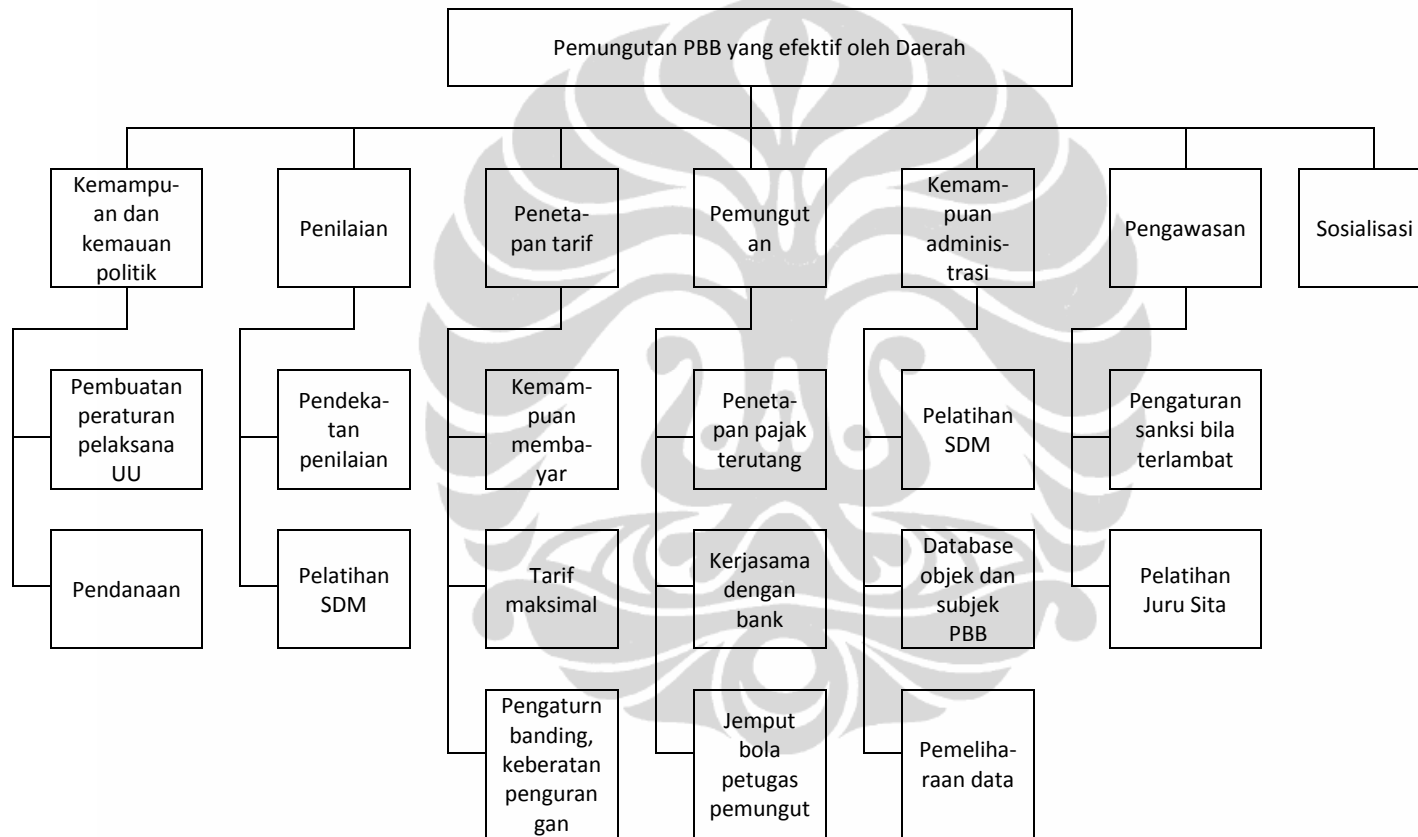 Pemungutan PBB yang efektif oleh Daerah
Kemampu-
an dan
kemauan
politik
Penilaian
Peneta-
pan tarif
Pemungut
an
Kemam-
puan
adminis-
trasi
Pengawasan
Sosialisasi
Pembuatan
peraturan
pelaksana
UU
Pendeka-
tan
penilaian
Kemam-
puan
memba-
yar
Peneta-
pan pajak
terutang
Pelatihan
SDM
Pengaturan
sanksi bila
terlambat
Pendanaan
Pelatihan
SDM
Tarif
maksimal
Kerjasama
dengan
bank
Database
objek dan
subjek
PBB
Pelatihan
Juru Sita
Pengaturn
banding,
keberatan
penguran
gan
Jemput
bola
petugas
pemungut
Pemeliha-
raan data